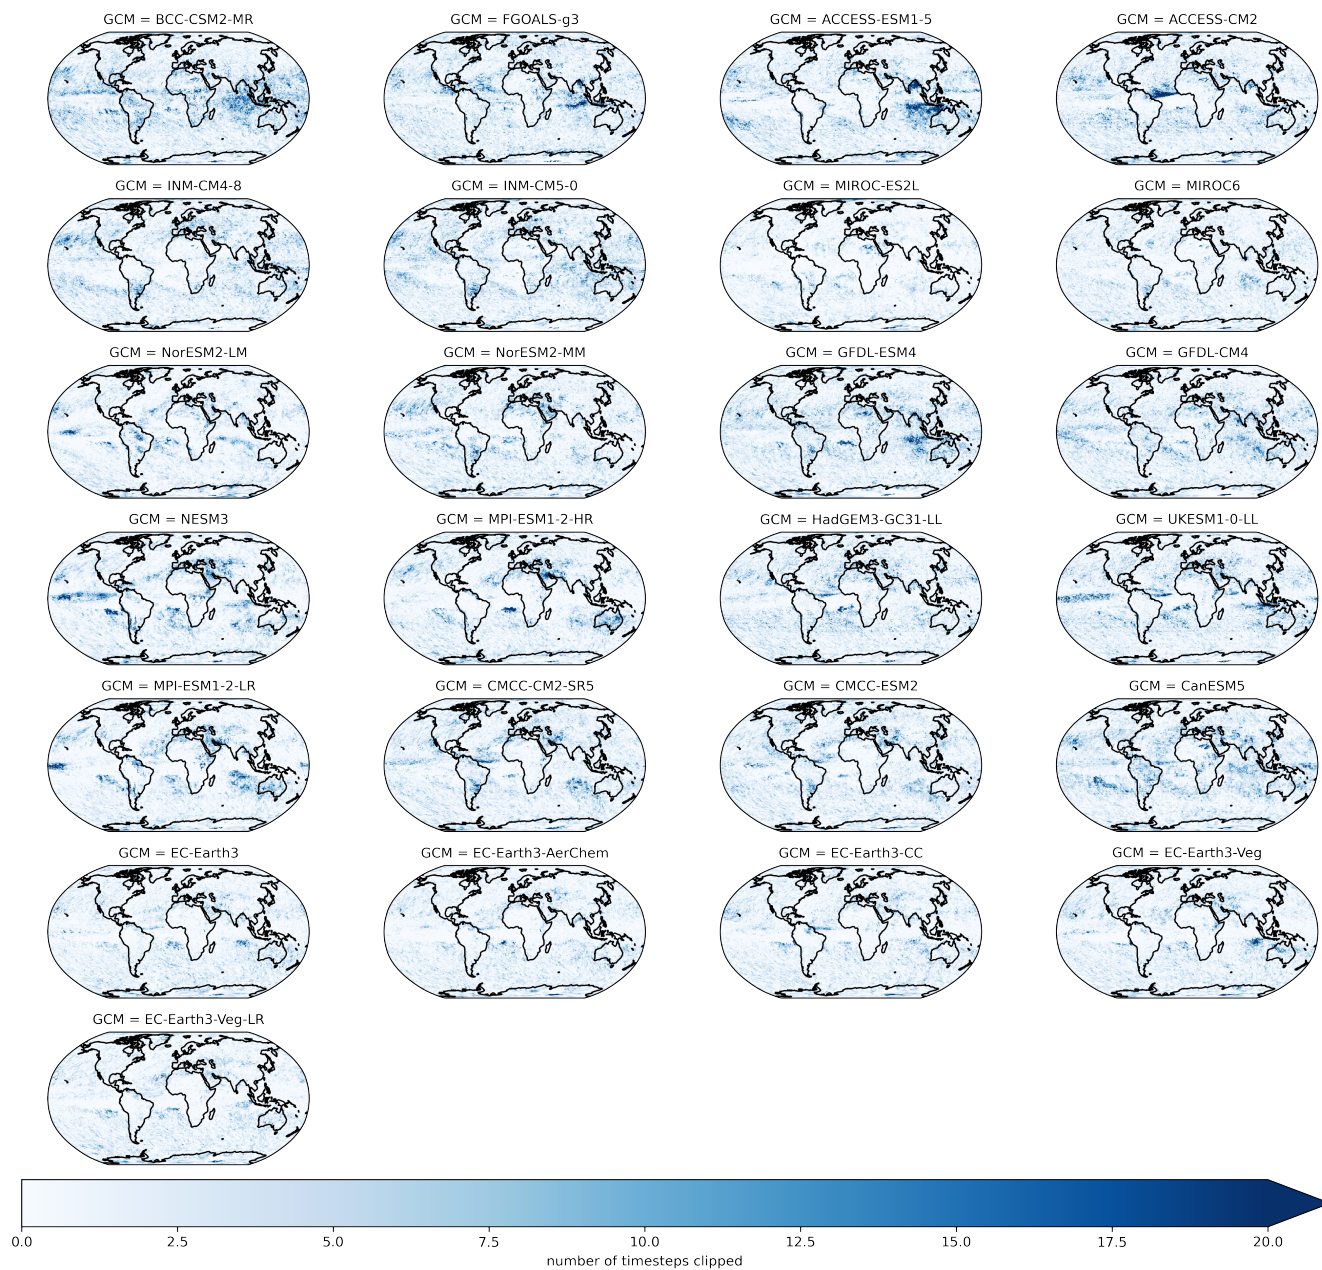 GCM = BCC-CSM2-MR
GCM = FGOALS-g3
GCM = ACCESS-ESM1-5
GCM = ACCESS-CM2
GCM = INM-CM4-8
GCM = INM-CM5-0
GCM = MIROC-ES2L
GCM = MIROC6
GCM = NorESM2-LM
GCM = NorESM2-MM
GCM = GFDL-ESM4
GCM = GFDL-CM4
GCM = NESM3
GCM = MPI-ESM1-2-HR
GCM = HadGEM3-GC31-LL
GCM = UKESM1-0-LL
GCM = MPI-ESM1-2-LR
GCM = CMCC-CM2-SR5
GCM = CMCC-ESM2
GCM = CanESM5
GCM = EC-Earth3
GCM = EC-Earth3-AerChem
GCM = EC-Earth3-CC
GCM = EC-Earth3-Veg
GCM = EC-Earth3-Veg-LR
0.0 2.5 5.0 7.5 10.0 12.5 15.0 17.5 20.0
number of timesteps clipped